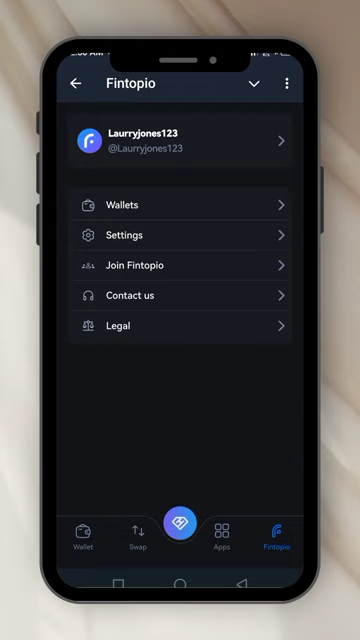 Fintopio
Laurryjones123
@Laurryjones123
Wallets
Settings
Join Fintopio
Contact us
Legal
Wallet
Swap
Apps
Fintopio